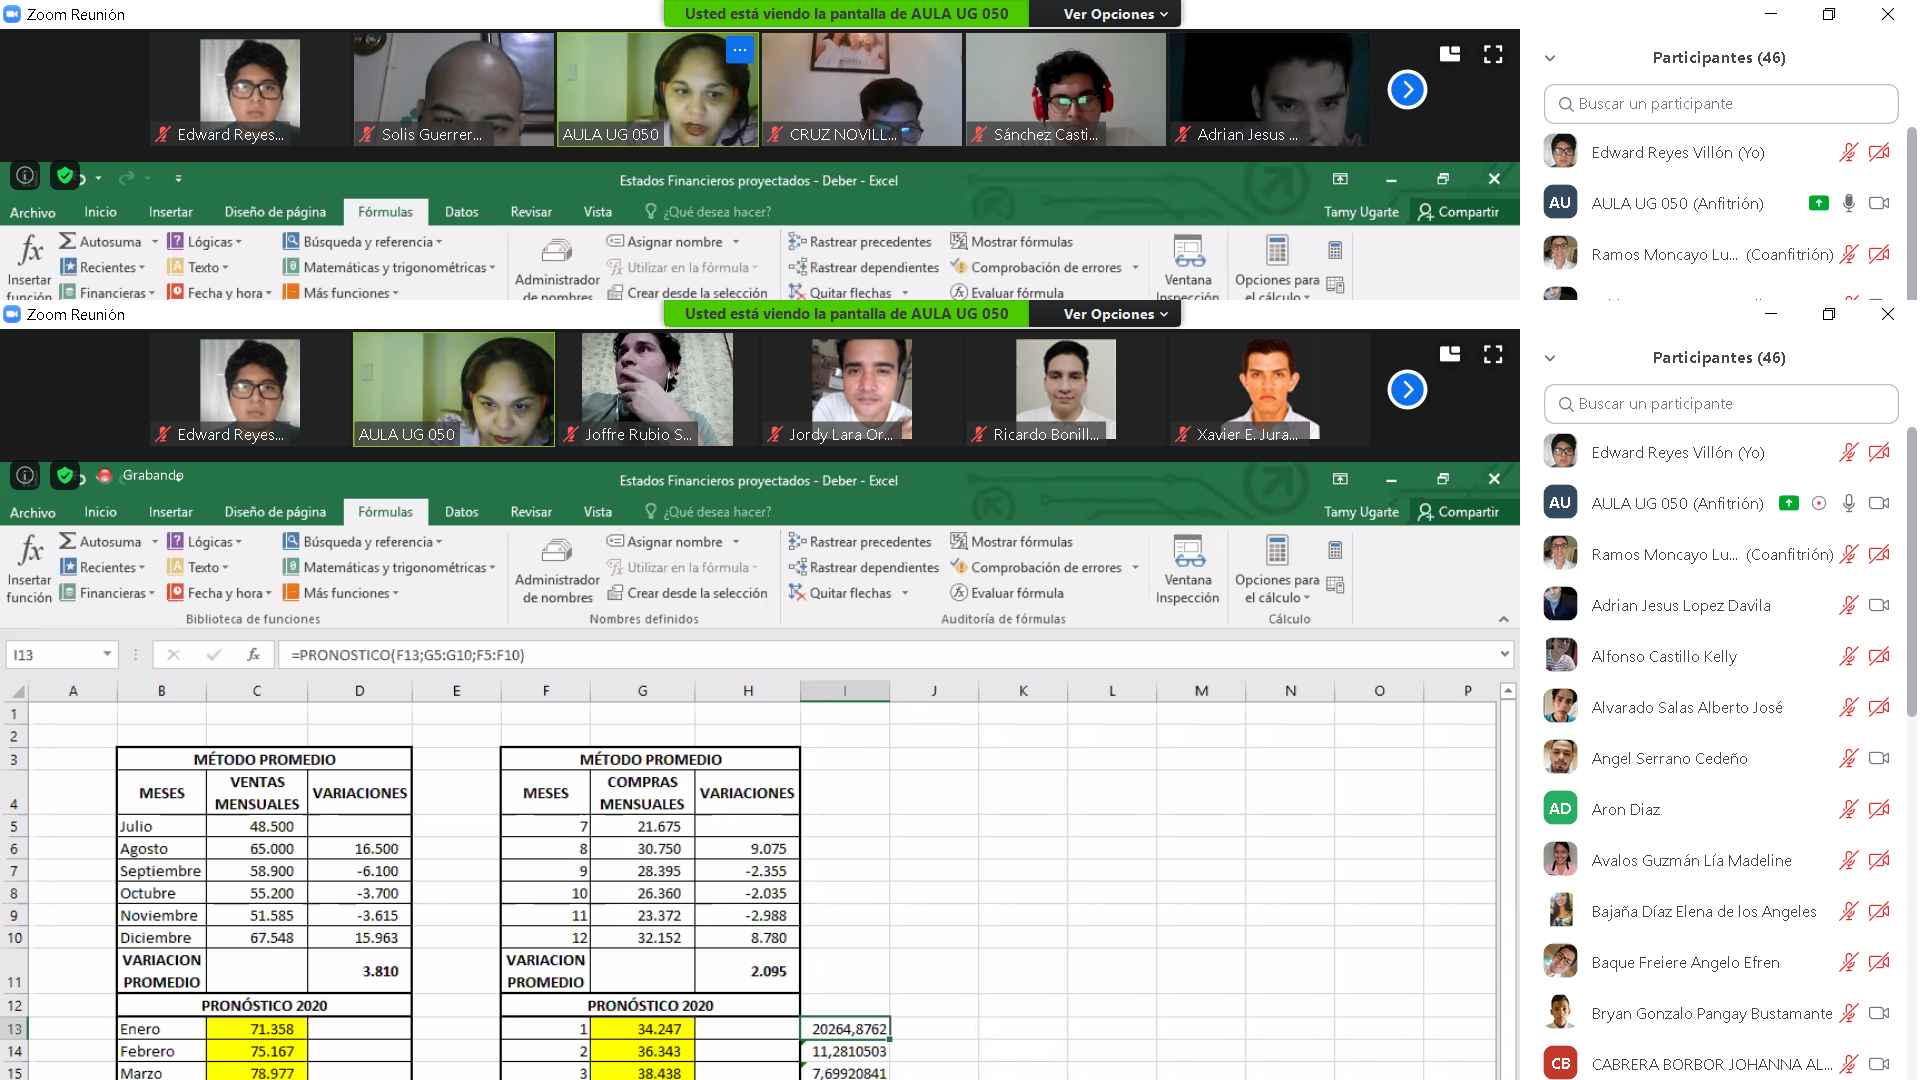 Zoom Reunión
Usted está viendo la pantalla de AULA UG 050
Ver Opciones
Edward Reyes...
Solis Guerrer...
AULA UG 050
CRUZ NOVILL...
Sánchez Casti...
Adrian Jesus ...
Participantes (46)
Buscar un participante
Edward Reyes Villón (Yo)
AU AULA UG 050 (Anfitrión)
Ramos Moncayo Lu... (Coanfitrión)
Estados Financieros proyectados - Deber - Excel
Archivo Inicio Insertar Diseño de página Fórmulas Datos Revisar Vista ¿Qué desea hacer? Tamy Ugarte Compartir
Autosuma Lógicas Búsqueda y referencia Asignar nombre Rastrear precedentes Mostrar fórmulas
Recientes Texto Matemáticas y trigonométricas Utilizar en la fórmula Rastrear dependientes Comprobación de errores
Financieras Fecha y hora Más funciones Crear desde la selección Quitar flechas Evaluar fórmula
Insertar función
Administrador de nombres
Ventana Inspección
Opciones para el cálculo
Zoom Reunión
Usted está viendo la pantalla de AULA UG 050
Ver Opciones
Edward Reyes...
AULA UG 050
Joffre Rubio S...
Jordy Lara Or...
Ricardo Bonill...
Xavier E. Jura...
Grabando
Estados Financieros proyectados - Deber - Excel
Archivo Inicio Insertar Diseño de página Fórmulas Datos Revisar Vista ¿Qué desea hacer? Tamy Ugarte Compartir
Autosuma Lógicas Búsqueda y referencia Asignar nombre Rastrear precedentes Mostrar fórmulas
Recientes Texto Matemáticas y trigonométricas Utilizar en la fórmula Rastrear dependientes Comprobación de errores
Financieras Fecha y hora Más funciones Crear desde la selección Quitar flechas Evaluar fórmula
Insertar función
Administrador de nombres
Ventana Inspección
Opciones para el cálculo
Biblioteca de funciones Nombres definidos Auditoría de fórmulas Cálculo
I13 fx =PRONOSTICO(F13;G5:G10;F5:F10)
A B C D E F G H I J K L M N O P
1
2
3 MÉTODO PROMEDIO MÉTODO PROMEDIO
4 MESES VENTAS MENSUALES VARIACIONES MESES COMPRAS MENSUALES VARIACIONES
5 Julio 48.500 7 21.675
6 Agosto 65.000 16.500 8 30.750 9.075
7 Septiembre 58.900 -6.100 9 28.395 -2.355
8 Octubre 55.200 -3.700 10 26.360 -2.035
9 Noviembre 51.585 -3.615 11 23.372 -2.988
10 Diciembre 67.548 15.963 12 32.152 8.780
11 VARIACION PROMEDIO 3.810 VARIACION PROMEDIO 2.095
12 PRONÓSTICO 2020 PRONÓSTICO 2020
13 Enero 71.358 1 34.247 20264,8762
14 Febrero 75.167 2 36.343 11,2810503
15 Marzo 78.977 3 38.438 7,69920841
Participantes (46)
Buscar un participante
Edward Reyes Villón (Yo)
AU AULA UG 050 (Anfitrión)
Ramos Moncayo Lu... (Coanfitrión)
Adrian Jesus Lopez Davila
Alfonso Castillo Kelly
Alvarado Salas Alberto José
Angel Serrano Cedeño
AD Aron Diaz
Avalos Guzmán Lía Madeline
Bajaña Díaz Elena de los Angeles
Baque Freiere Angelo Efren
Bryan Gonzalo Pangay Bustamante
CB CABRERA BORBOR JOHANNA AL...